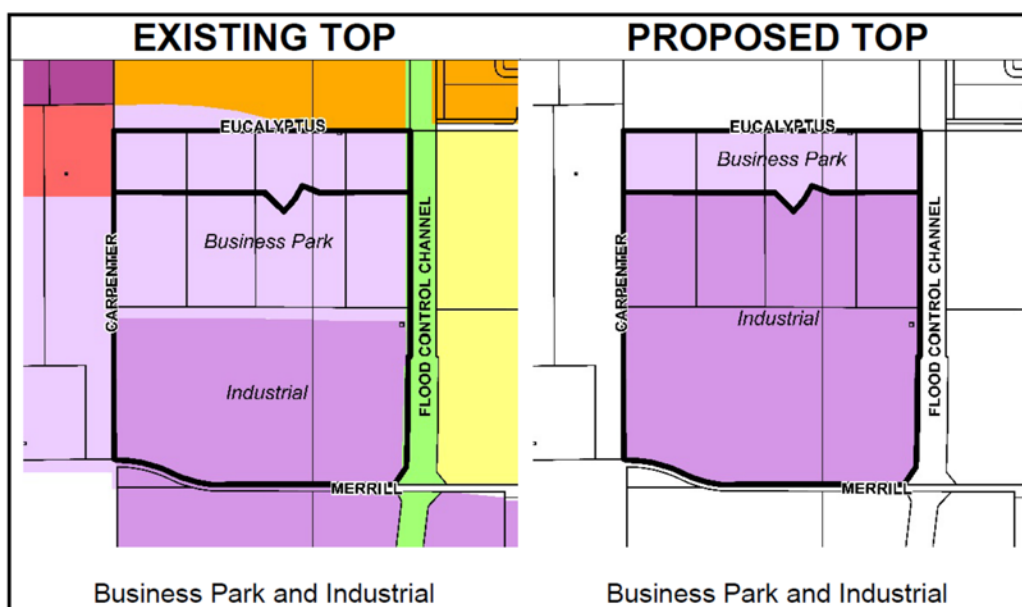 EXISTING TOP
EUCALYPTUS
Business Park
CARPENTER
FLOOD CONTROL CHANNEL
Industrial
MERRILL
Business Park and Industrial
PROPOSED TOP
EUCALYPTUS
Business Park
CARPENTER
FLOOD CONTROL CHANNEL
Industrial
MERRILL
Business Park and Industrial